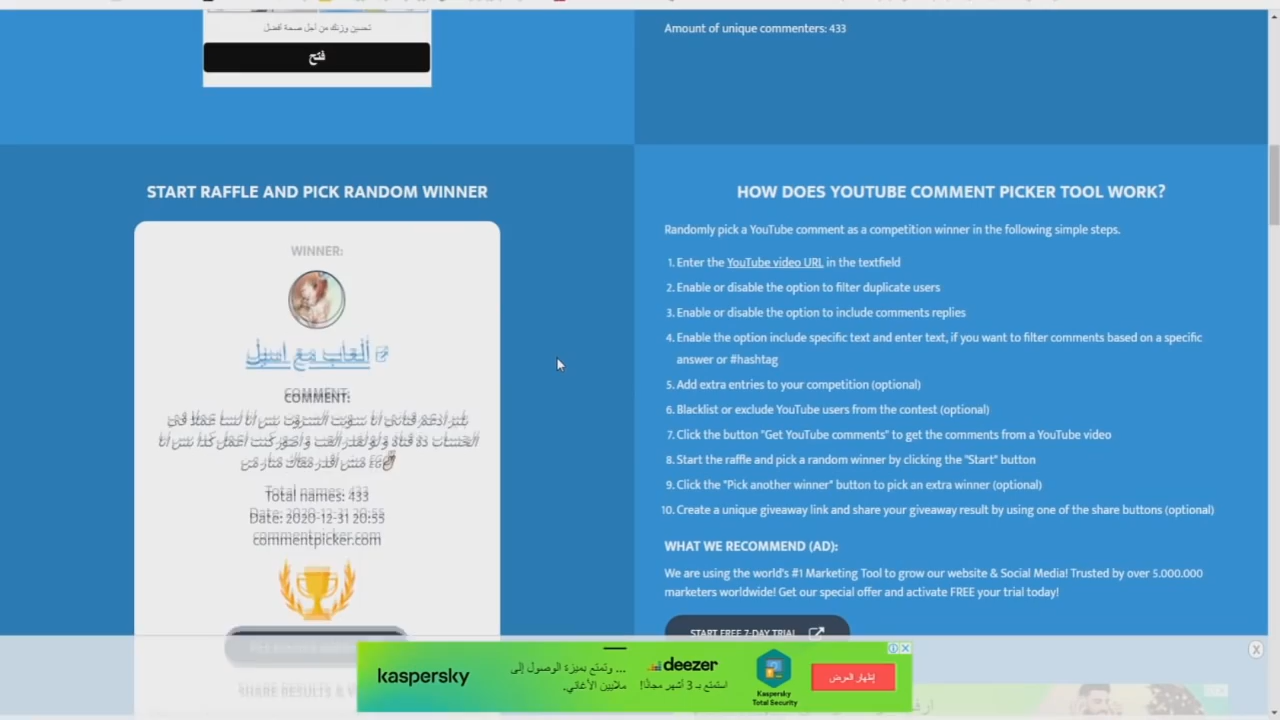 تحسين وزنك من أجل صحة أفضل
فتح
Amount of unique commenters: 433
START RAFFLE AND PICK RANDOM WINNER
WINNER:
ألعاب مع اسيل
COMMENT:
Total names: 433
Date: 2020-12-31 20:55
commentpicker.com
HOW DOES YOUTUBE COMMENT PICKER TOOL WORK?
Randomly pick a YouTube comment as a competition winner in the following simple steps.
1. Enter the YouTube video URL in the textfield
2. Enable or disable the option to filter duplicate users
3. Enable or disable the option to include comments replies
4. Enable the option include specific text and enter text, if you want to filter comments based on a specific
answer or #hashtag
5. Add extra entries to your competition (optional)
6. Blacklist or exclude YouTube users from the contest (optional)
7. Click the button "Get YouTube comments" to get the comments from a YouTube video
8. Start the raffle and pick a random winner by clicking the "Start" button
9. Click the "Pick another winner" button to pick an extra winner (optional)
10. Create a unique giveaway link and share your giveaway result by using one of the share buttons (optional)
WHAT WE RECOMMEND (AD):
We are using the world's #1 Marketing Tool to grow our website & Social Media! Trusted by over 5.000.000
marketers worldwide! Get our special offer and activate FREE your trial today!
START FREE 7-DAY TRIAL
SHARE RESULTS &
kaspersky
... وتمتع بميزة الوصول إلى
ملايين الأغاني.
deezer
استمتع بـ 3 أشهر مجانًا!
Kaspersky
Total Security
إظهار العرض